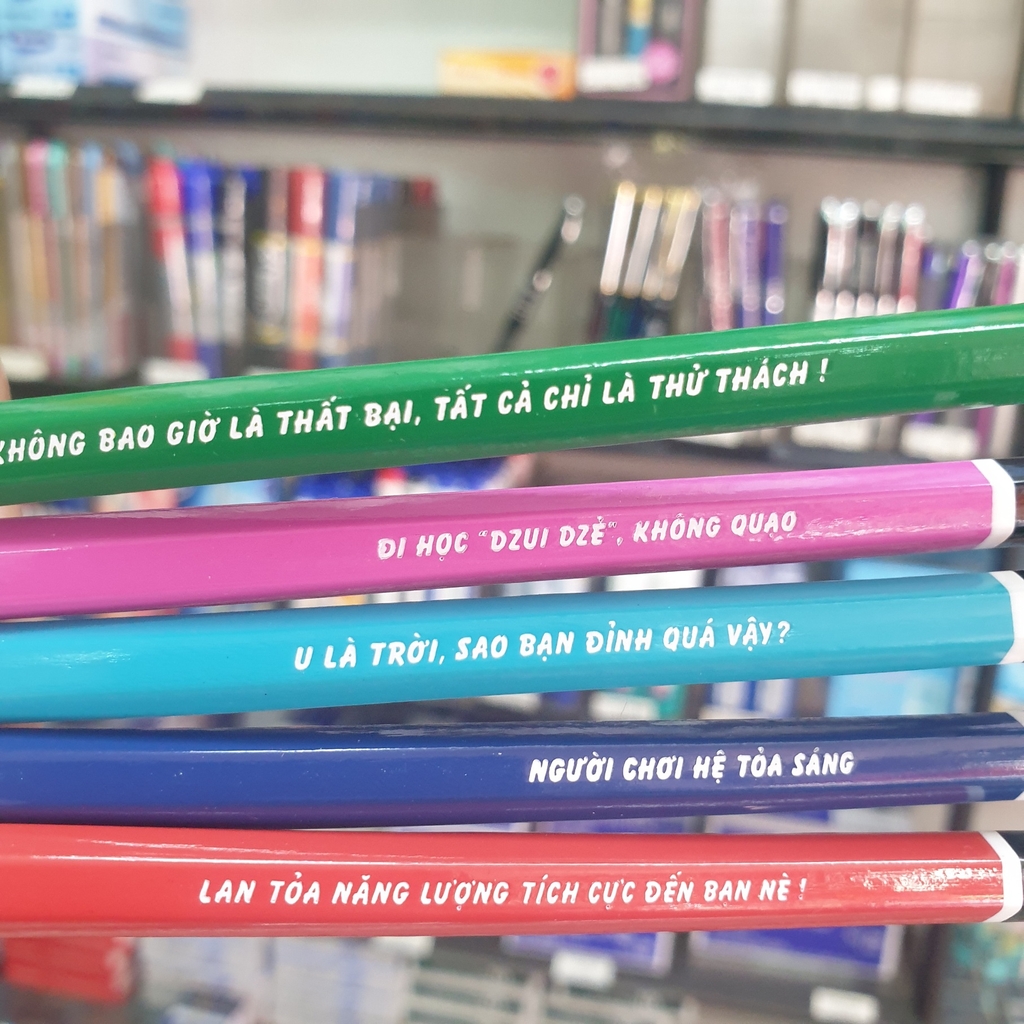 KHÔNG BAO GIỜ LÀ THẤT BẠI, TẤT CẢ CHỈ LÀ THỬ THÁCH !
ĐI HỌC "DZUI DZẺ", KHÔNG QUẠO
U LÀ TRỜI, SAO BẠN ĐỈNH QUÁ VẬY?
NGƯỜI CHƠI HỆ TỎA SÁNG
LAN TỎA NĂNG LƯỢNG TÍCH CỰC ĐẾN BẠN NÈ !